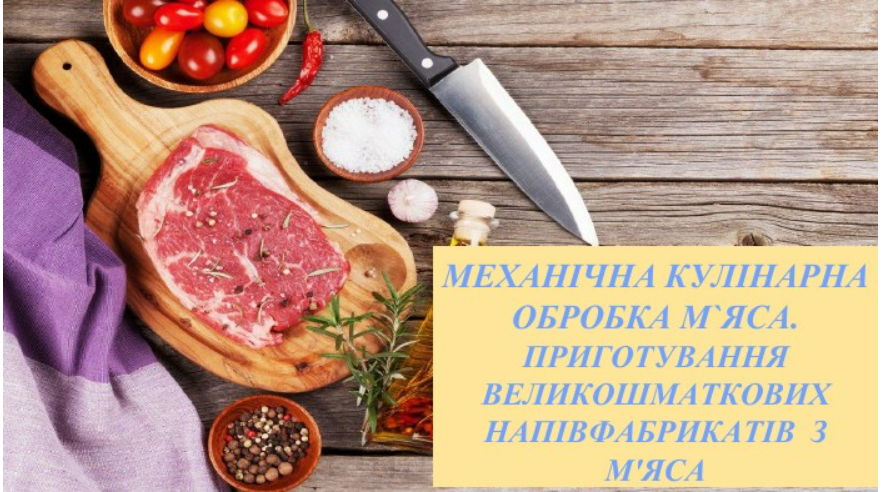 МЕХАНІЧНА КУЛІНАРНА
ОБРОБКА М`ЯСА.
ПРИГОТУВАННЯ
ВЕЛИКОШМАТКОВИХ
НАПІВФАБРИКАТІВ З
М'ЯСА